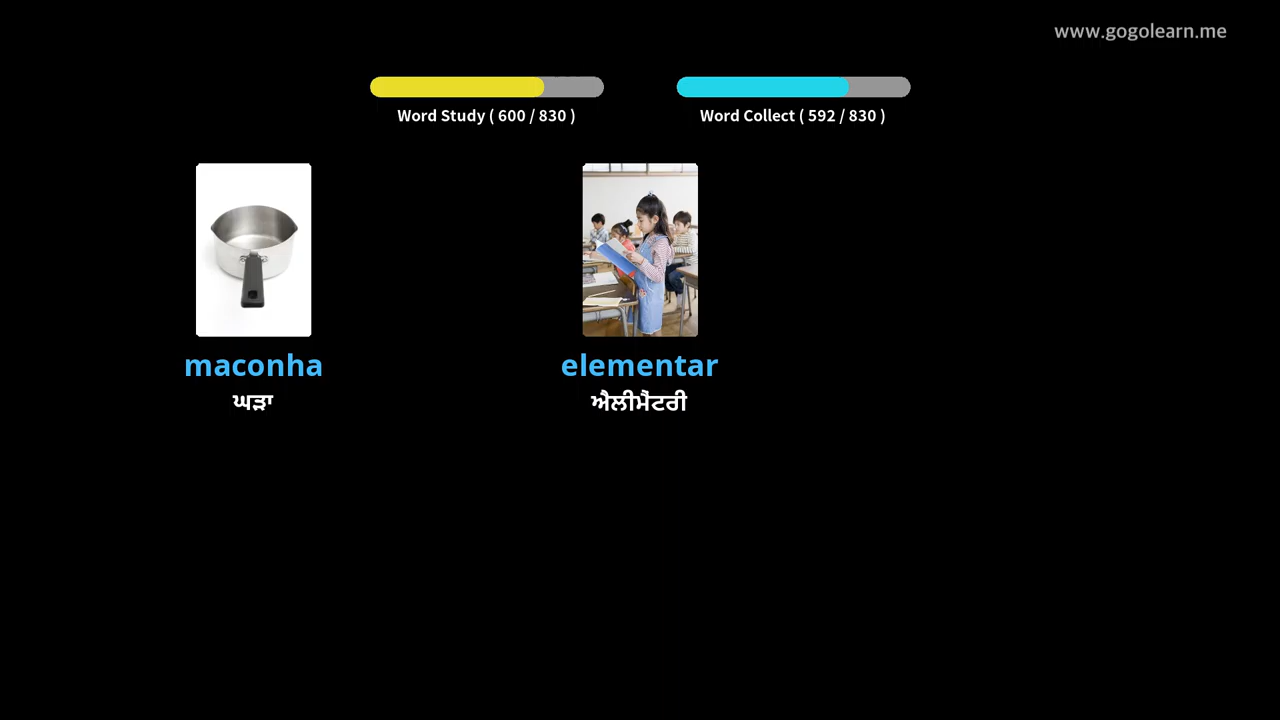 www.gogolearn.me
Word Study ( 600 / 830 )
Word Collect ( 592 / 830 )
maconha
ਘੜਾ
elementar
ਐਲੀਮੈਂਟਰੀ